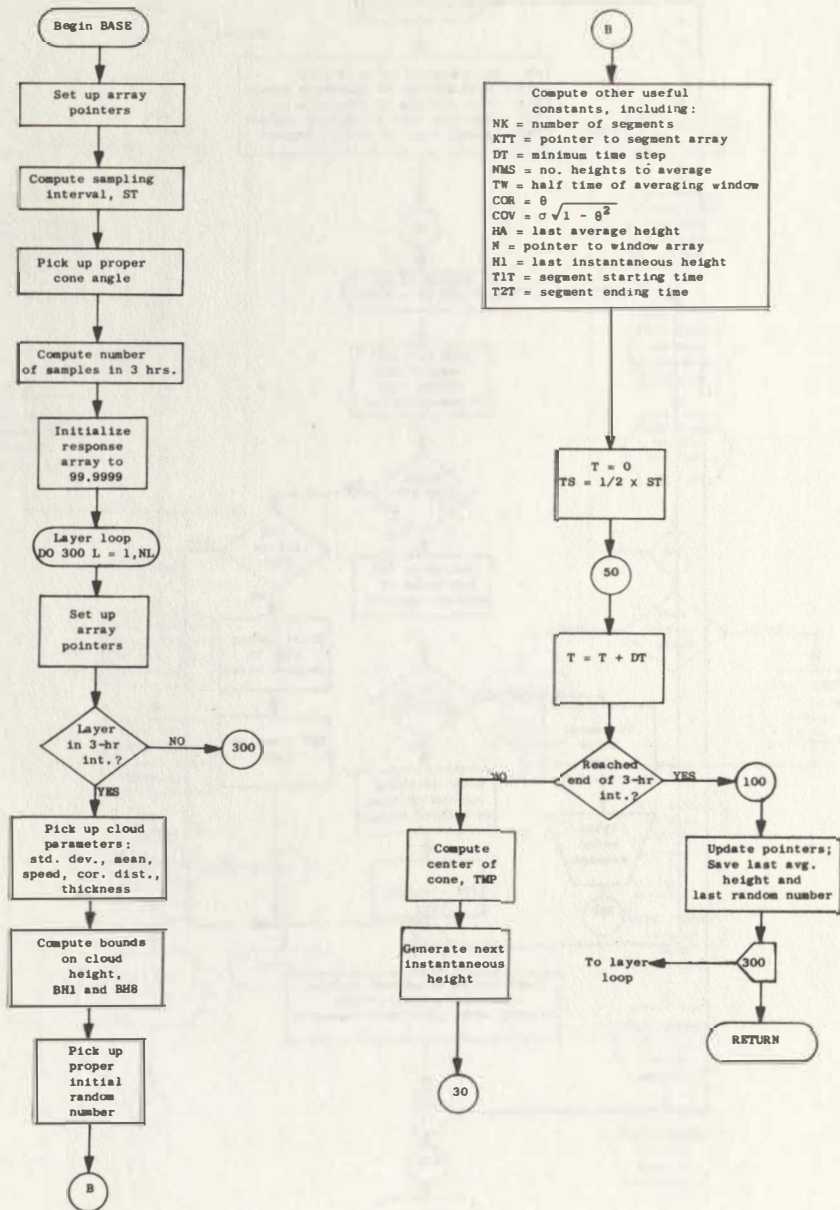 Begin BASE
Set up array
pointers
Compute sampling
interval, ST
Pick up proper
cone angle
Compute number
of samples in 3 hrs.
Initialize
response
array to
99.9999
Layer loop
DO 300 L = 1,NL
Set up
array
pointers
Layer
in 3-hr
int.?
NO
300
YES
Pick up cloud
parameters:
std. dev., mean,
speed, cor. dist.,
thickness
Compute bounds
on cloud
height,
BH1 and BH8
Pick up
proper
initial
random
number
B
B
Compute other useful
constants, including:
NK = number of segments
KTT = pointer to segment array
DT = minimum time step
NMS = no. heights to average
TW = half time of averaging window
COR = θ
COV = σ √1 - θ²
HA = last average height
N = pointer to window array
H1 = last instantaneous height
T1T = segment starting time
T2T = segment ending time
T = 0
TS = 1/2 x ST
50
T = T + DT
Reached
end of 3-hr
int.?
NO
YES
100
Compute
center of
cone, TMP
Update pointers;
Save last avg.
height and
last random number
Generate next
instantaneous
height
To layer
loop
300
RETURN
30